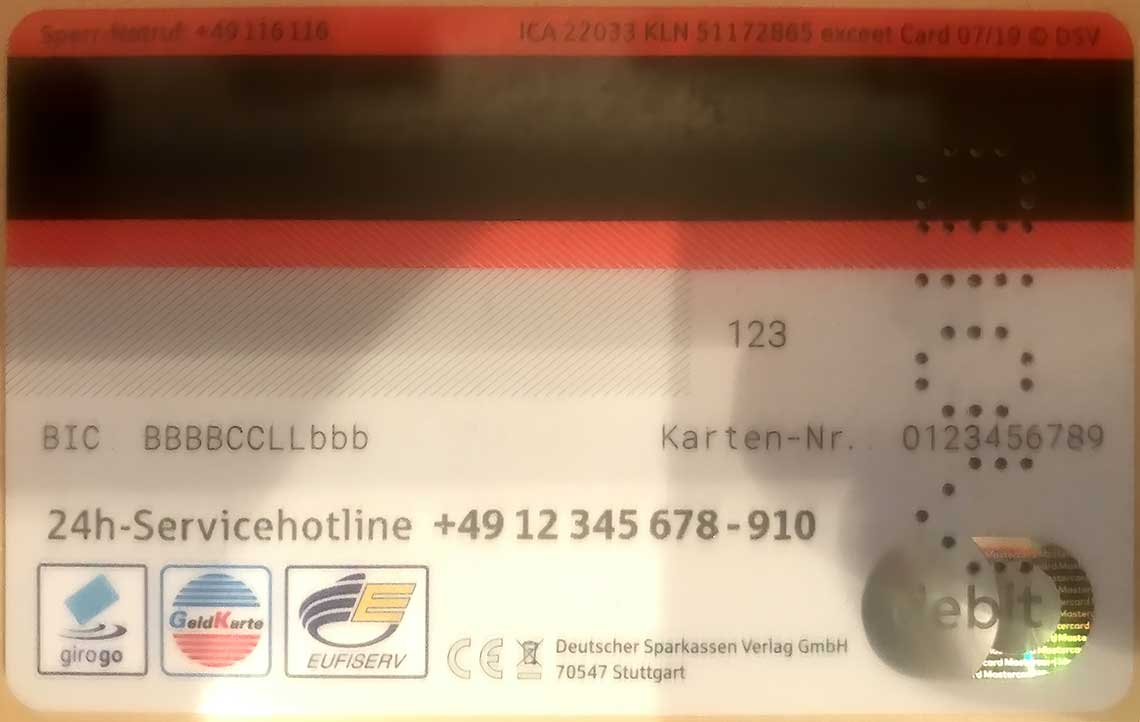 Sperr-Notruf: +49 116 116
ICA 22033 KLN 51172865 exceet Card 07/19 © DSV
123
BIC BBBBCCLLbbb
Karten-Nr. 0123456789
24h-Servicehotline +49 12 345 678-910
girogo
GeldKarte
EUFISERV
CE
Deutscher Sparkassen Verlag GmbH
70547 Stuttgart
debit